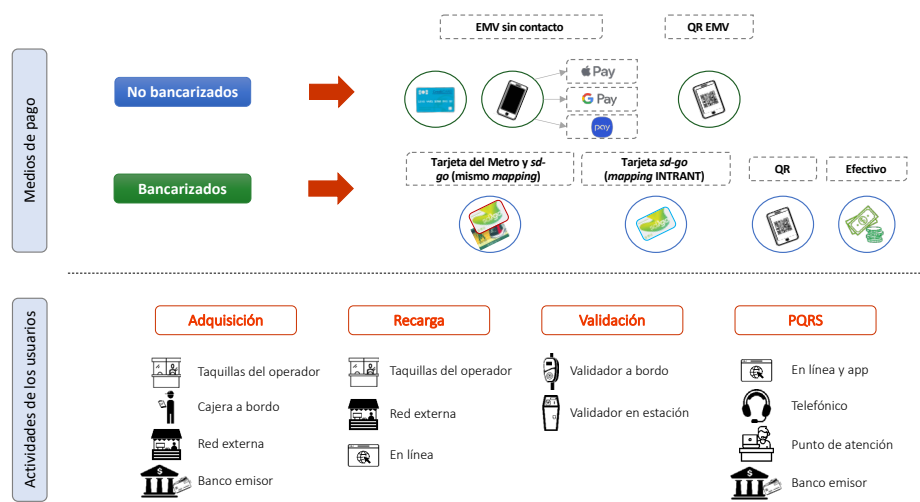 Medios de pago
EMV sin contacto
QR EMV
No bancarizados
Pay
G Pay
pay
Bancarizados
Tarjeta del Metro y sd-
go (mismo mapping)
Tarjeta sd-go
(mapping INTRANT)
QR
Efectivo
Actividades de los usuarios
Adquisición
Recarga
Validación
PQRS
Taquillas del operador
Cajera a bordo
Red externa
Banco emisor
Taquillas del operador
Red externa
En línea
Validador a bordo
Validador en estación
En línea y app
Telefónico
Punto de atención
Banco emisor